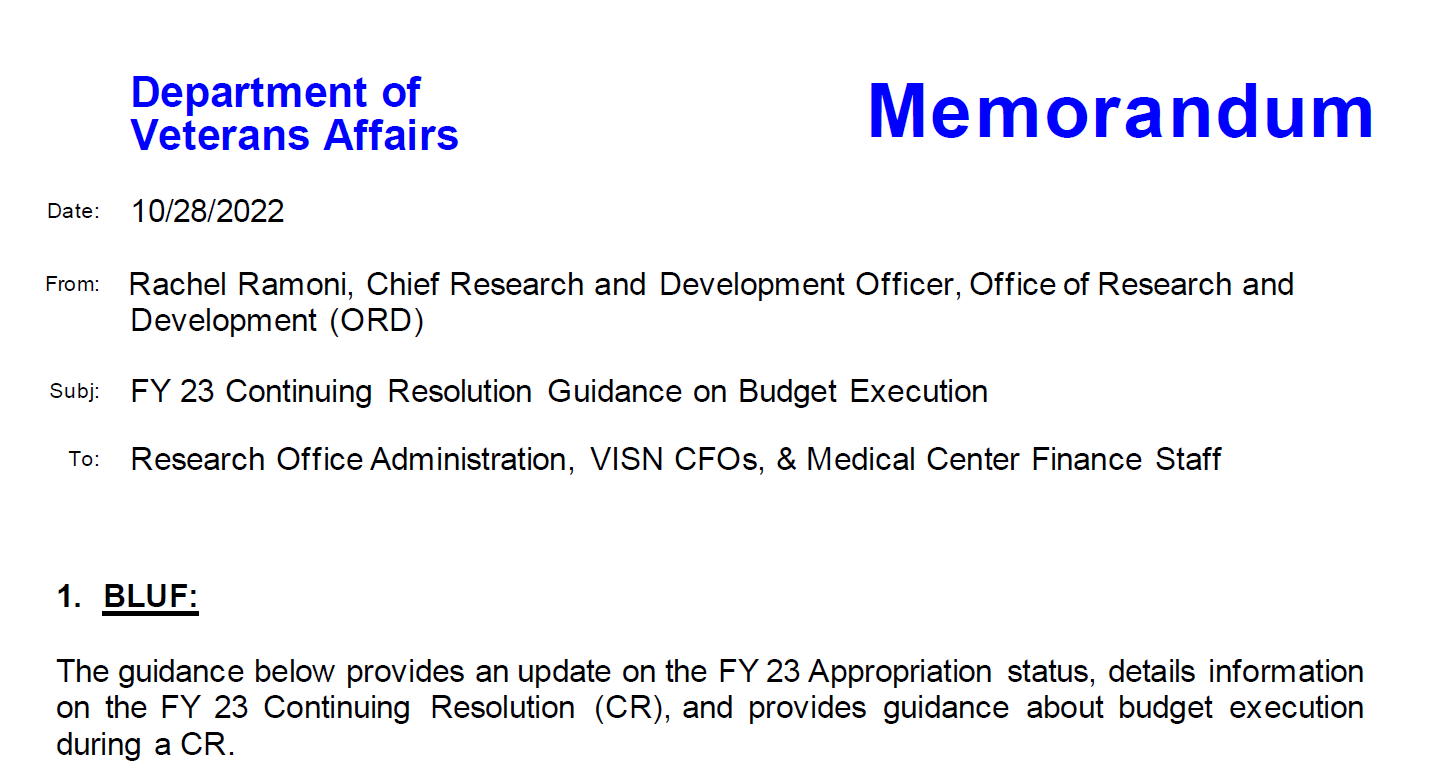 Department of
Veterans Affairs
Memorandum
Date: 10/28/2022
From: Rachel Ramoni, Chief Research and Development Officer, Office of Research and
Development (ORD)
Subj: FY 23 Continuing Resolution Guidance on Budget Execution
To: Research Office Administration, VISN CFOs, & Medical Center Finance Staff
1. BLUF:
The guidance below provides an update on the FY 23 Appropriation status, details information
on the FY 23 Continuing Resolution (CR), and provides guidance about budget execution
during a CR.